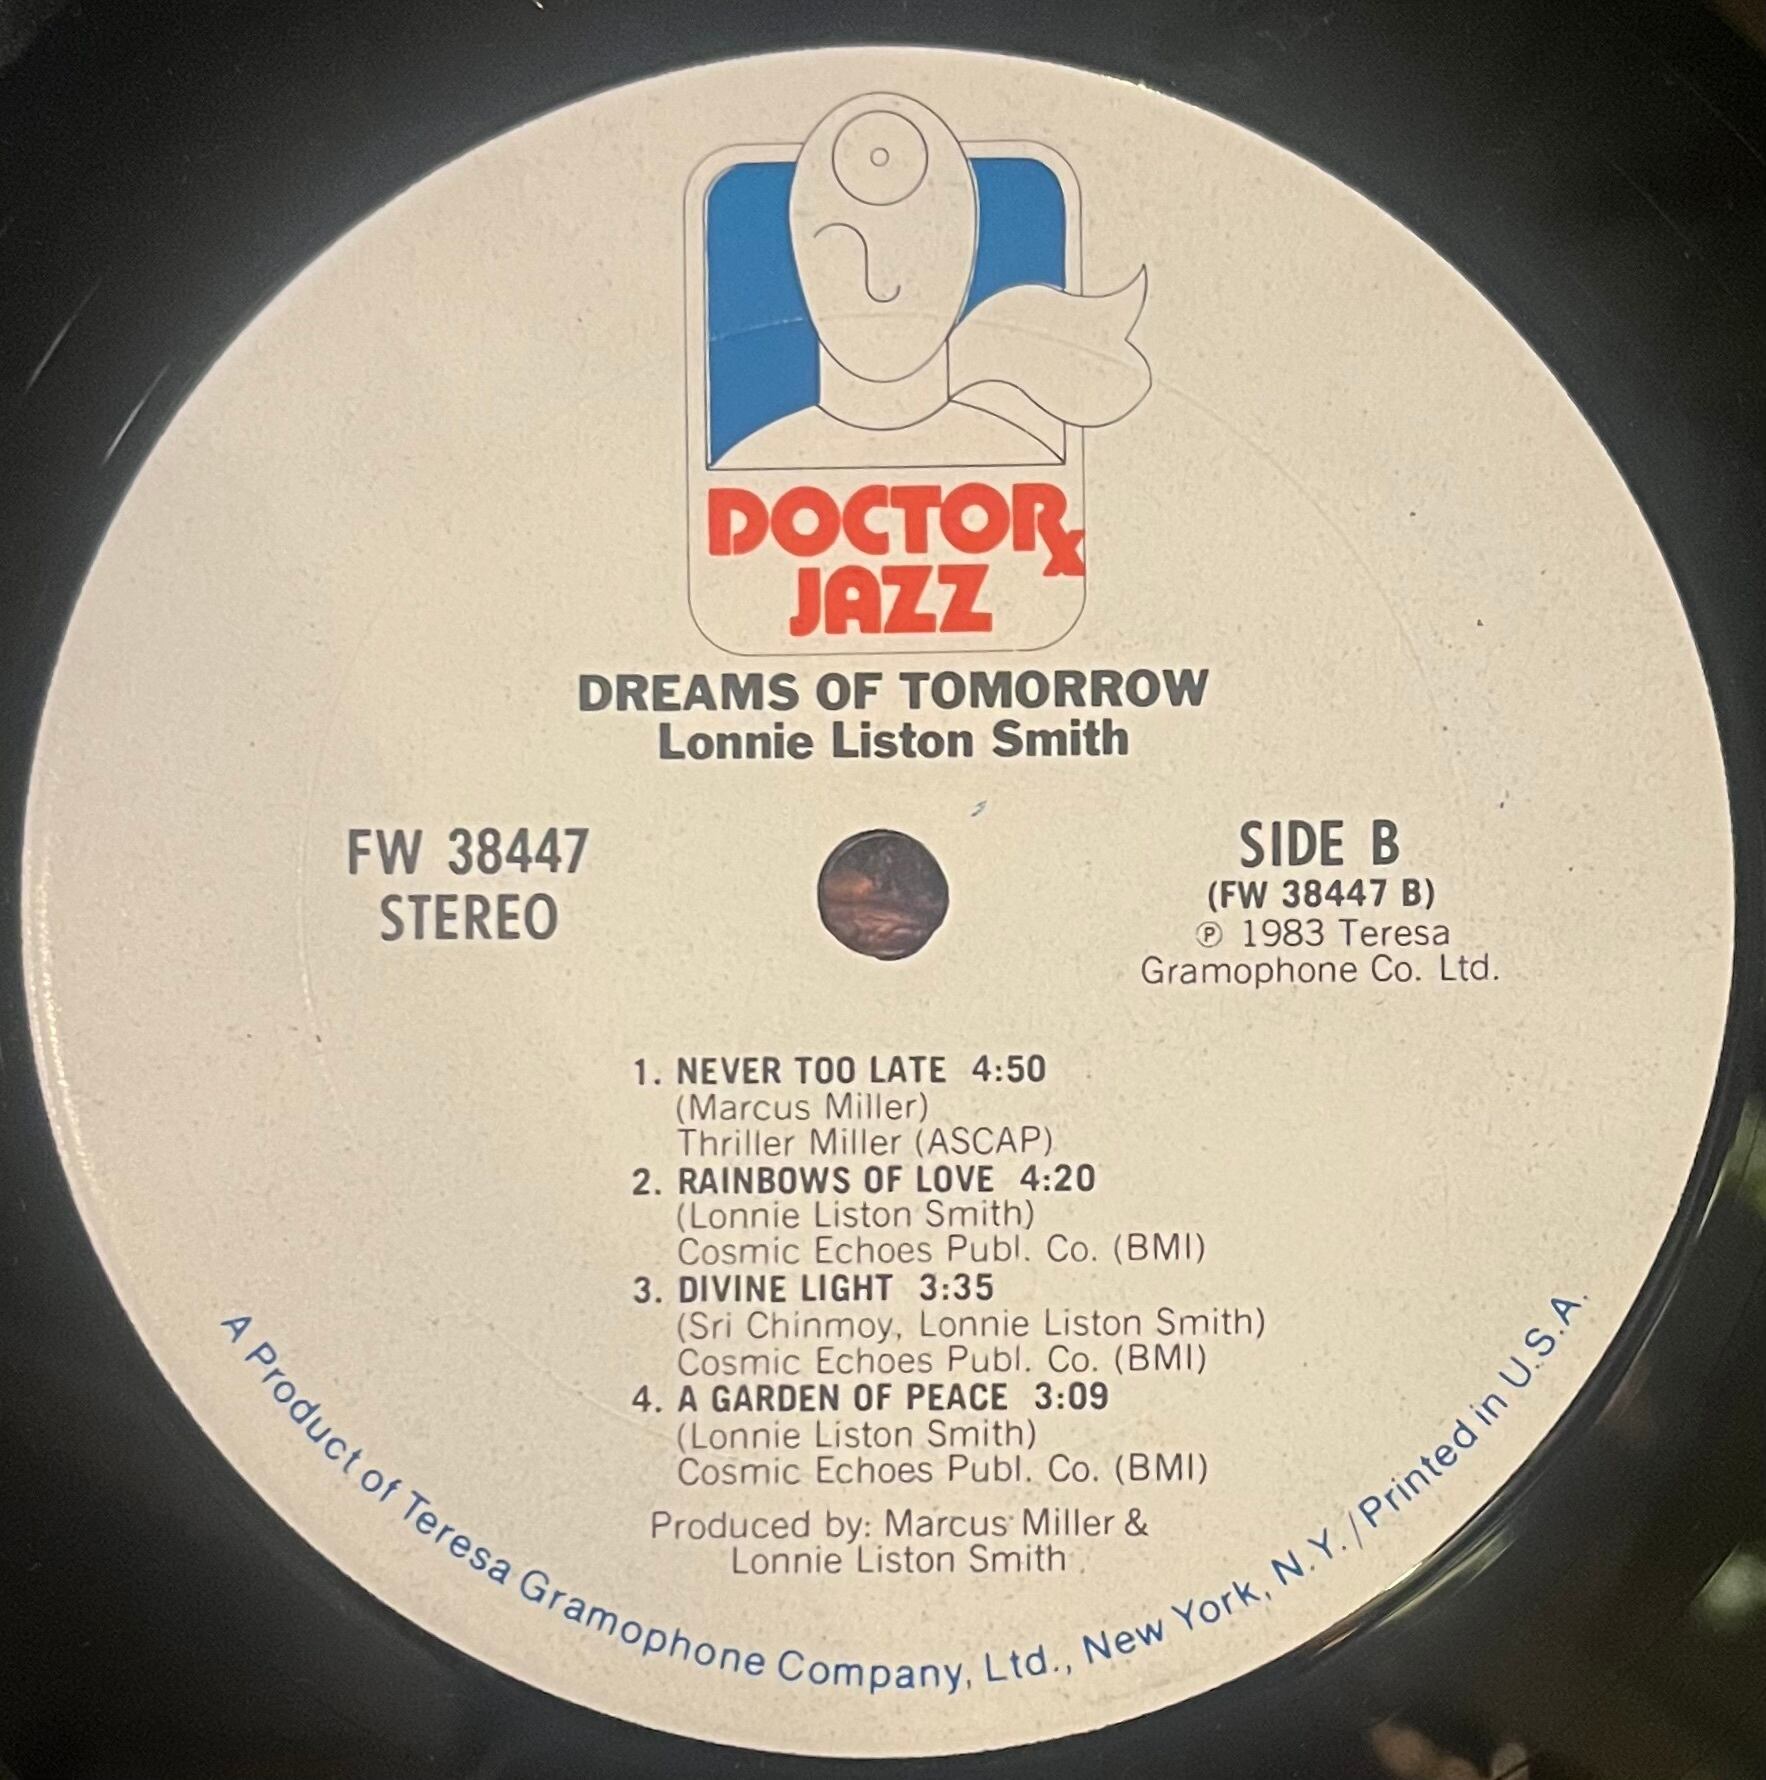 DOCTORx
JAZZ
DREAMS OF TOMORROW
Lonnie Liston Smith
FW 38447
STEREO
SIDE B
(FW 38447 B)
℗ 1983 Teresa
Gramophone Co. Ltd.
1. NEVER TOO LATE 4:50
(Marcus Miller)
Thriller Miller (ASCAP)
2. RAINBOWS OF LOVE 4:20
(Lonnie Liston Smith)
Cosmic Echoes Publ. Co. (BMI)
3. DIVINE LIGHT 3:35
(Sri Chinmoy, Lonnie Liston Smith)
Cosmic Echoes Publ. Co. (BMI)
4. A GARDEN OF PEACE 3:09
(Lonnie Liston Smith)
Cosmic Echoes Publ. Co. (BMI)
Produced by: Marcus Miller &
Lonnie Liston Smith
A Product of Teresa Gramophone Company, Ltd., New York, N.Y./Printed in U.S.A.